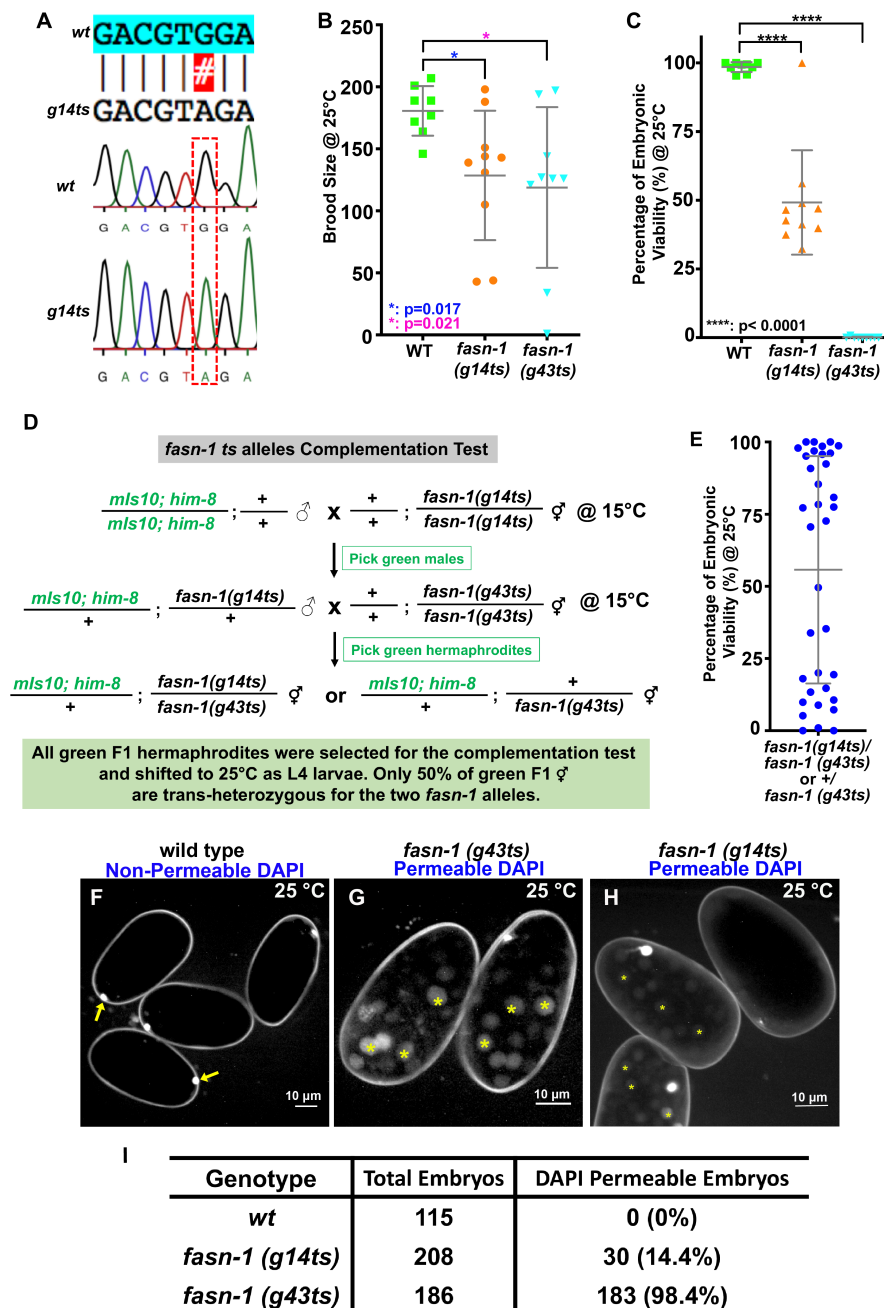 A
wt
GACGTGGA
#
g14ts
GACGTAGA
wt
G A C G T G G A
g14ts
G A C G T A G A
B
Brood Size @ 25°C
250
200
150
100
50
0
*
*
*: p=0.017
*: p=0.021
WT
fasn-1 (g14ts)
fasn-1 (g43ts)
C
Percentage of Embryonic
Viability (%) @ 25°C
100
75
50
25
0
****
****
****: p< 0.0001
WT
fasn-1 (g14ts)
fasn-1 (g43ts)
D
fasn-1 ts alleles Complementation Test
mIs10; him-8 + + fasn-1(g14ts)
; ♂ x ; ⚥ @ 15°C
mIs10; him-8 + + fasn-1(g14ts)
Pick green males
mIs10; him-8 fasn-1(g14ts) + fasn-1(g43ts)
; ♂ x ; ⚥ @ 15°C
+ + + fasn-1(g43ts)
Pick green hermaphrodites
mIs10; him-8 fasn-1(g14ts) mIs10; him-8 +
; ⚥ or ; ⚥
+ fasn-1(g43ts) + fasn-1(g43ts)
All green F1 hermaphrodites were selected for the complementation test
and shifted to 25°C as L4 larvae. Only 50% of green F1 ⚥
are trans-heterozygous for the two fasn-1 alleles.
E
Percentage of Embryonic
Viability (%) @ 25°C
100
75
50
25
0
fasn-1(g14ts)/
fasn-1 (g43ts)
or +/
fasn-1 (g43ts)
wild type
Non-Permeable DAPI
F
25 °C
10 µm
fasn-1 (g43ts)
Permeable DAPI
G
25 °C
* * * * * *
10 µm
fasn-1 (g14ts)
Permeable DAPI
H
25 °C
* * * * * *
10 µm
I
Genotype Total Embryos DAPI Permeable Embryos
wt 115 0 (0%)
fasn-1 (g14ts) 208 30 (14.4%)
fasn-1 (g43ts) 186 183 (98.4%)